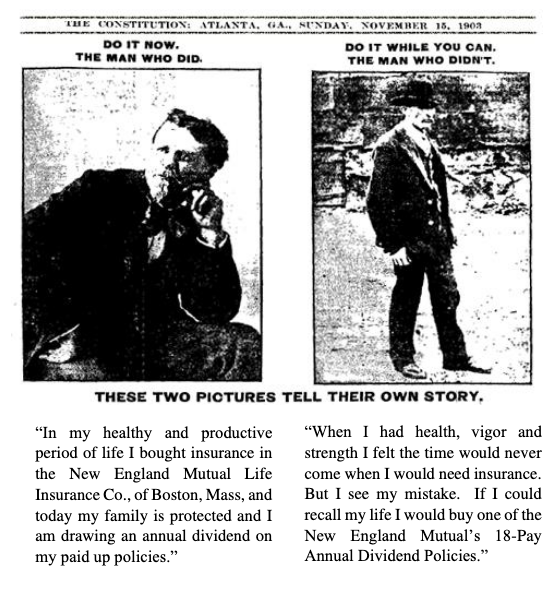 THE CONSTITUTION: ATLANTA, GA., SUNDAY, NOVEMBER 15, 1903
DO IT NOW.
THE MAN WHO DID.
DO IT WHILE YOU CAN.
THE MAN WHO DIDN'T.
THESE TWO PICTURES TELL THEIR OWN STORY.
“In my healthy and productive
period of life I bought insurance in
the New England Mutual Life
Insurance Co., of Boston, Mass, and
today my family is protected and I
am drawing an annual dividend on
my paid up policies.”
“When I had health, vigor and
strength I felt the time would never
come when I would need insurance.
But I see my mistake. If I could
recall my life I would buy one of the
New England Mutual’s 18-Pay
Annual Dividend Policies.”